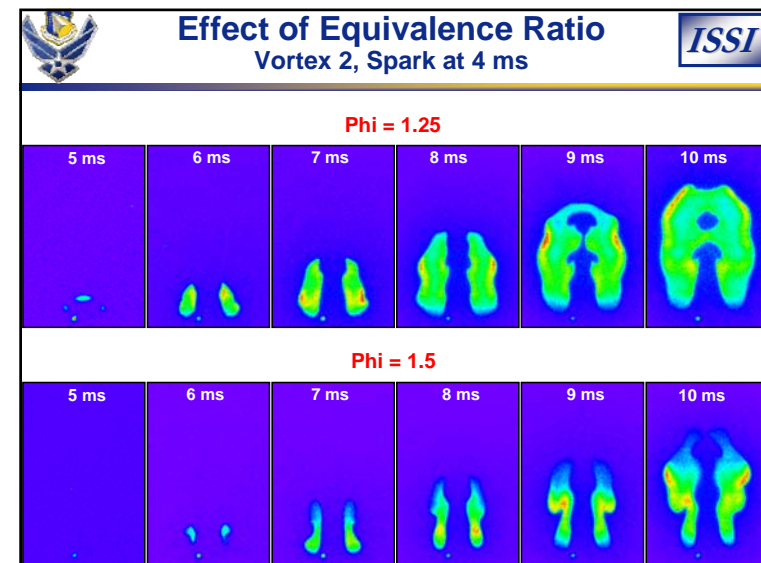 Effect of Equivalence Ratio
Vortex 2, Spark at 4 ms
ISSI
Phi = 1.25
5 ms 6 ms 7 ms 8 ms 9 ms 10 ms
Phi = 1.5
5 ms 6 ms 7 ms 8 ms 9 ms 10 ms